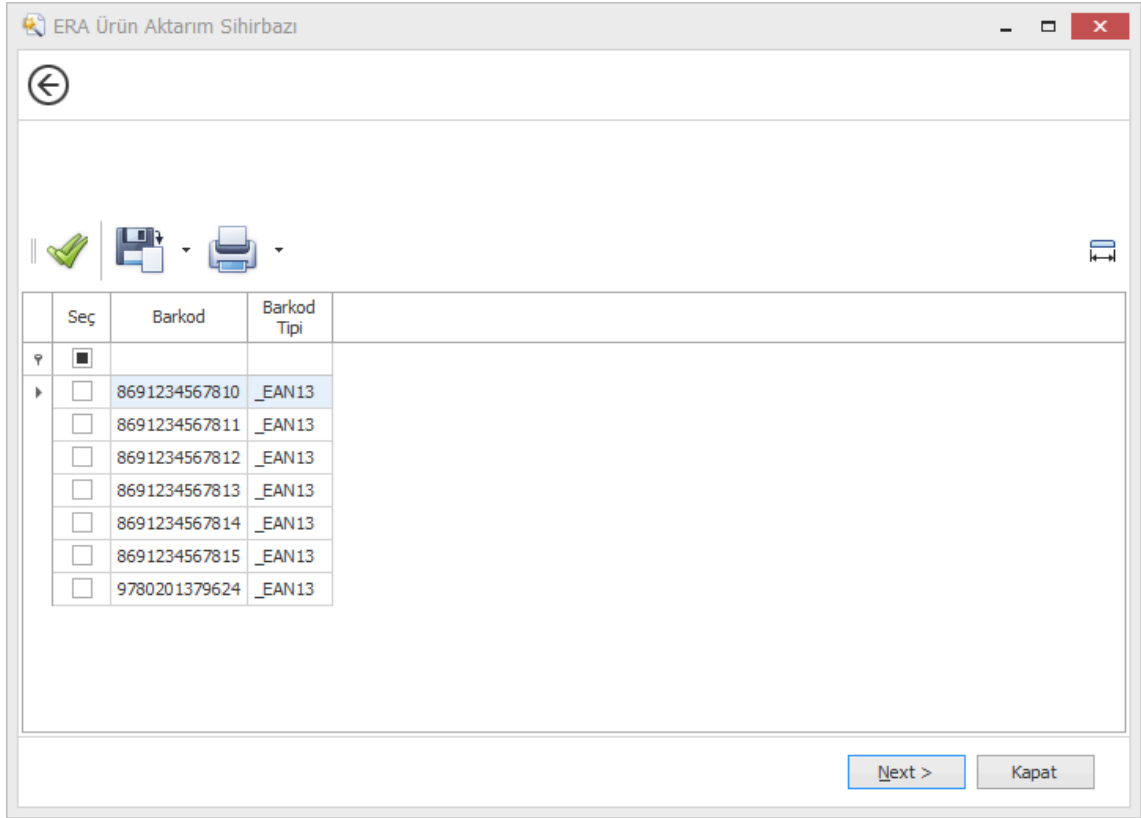 ERA Ürün Aktarım Sihirbazı
Seç Barkod Barkod Tipi
8691234567810 _EAN13
8691234567811 _EAN13
8691234567812 _EAN13
8691234567813 _EAN13
8691234567814 _EAN13
8691234567815 _EAN13
9780201379624 _EAN13
Next > Kapat